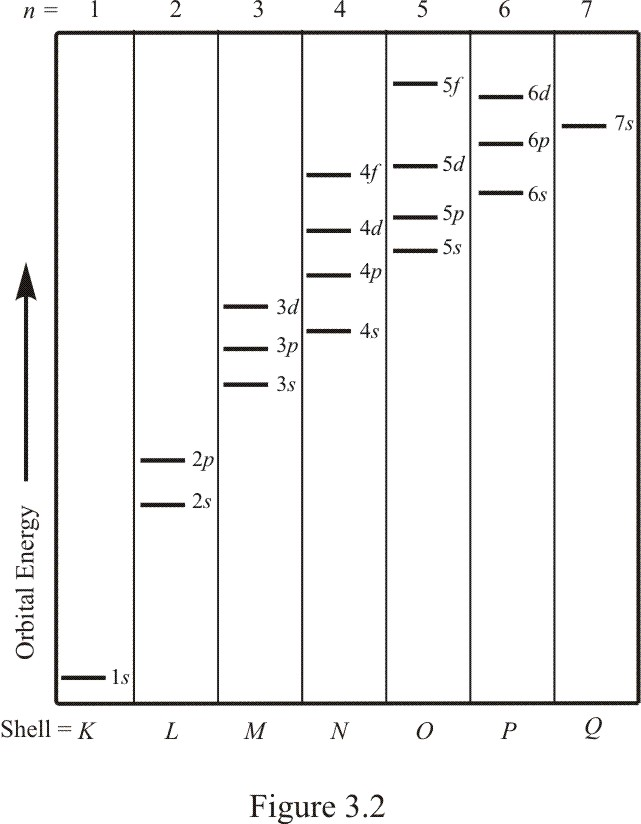 n = 1 2 3 4 5 6 7
5f
6d
7s
6p
4f
5d
6s
5p
4d
5s
4p
3d
4s
3p
3s
2p
2s
1s
Orbital Energy
Shell = K L M N O P Q
Figure 3.2